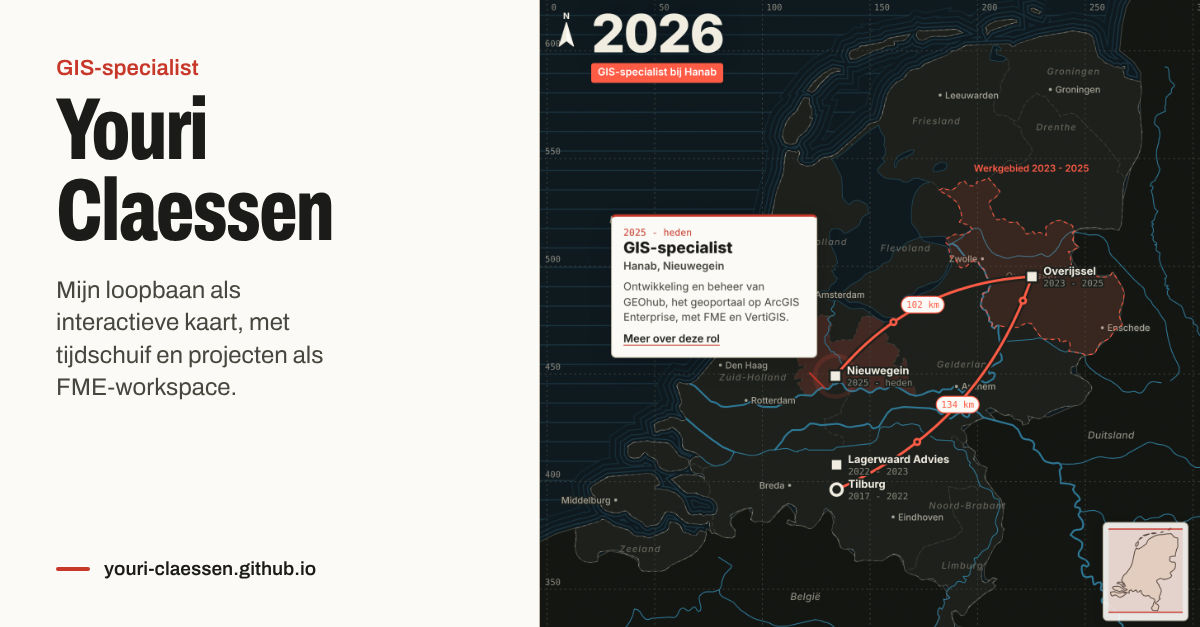 GIS-specialist
Youri
Claessen
Mijn loopbaan als
interactieve kaart, met
tijdschuif en projecten als
FME-workspace.
youri-claessen.github.io
0
50
100
150
200
250
N
600
2026
GIS-specialist bij Hanab
Groningen
Groningen
Leeuwarden
Friesland
Drenthe
550
Werkgebied 2023 - 2025
2025 - heden
GIS-specialist
Hanab, Nieuwegein
Ontwikkeling en beheer van
GEOhub, het geoportaal op ArcGIS
Enterprise, met FME en VertiGIS.
Meer over deze rol
olland
Flevoland
500
Zwolle
Overijssel
2023 - 2025
Amsterdam
102 km
Enschede
Den Haag
Zuid-Holland
450
Nieuwegein
2025 - heden
Gelderlan
Rotterdam
134 km
Duitsland
Lagerwaard Advies
2022 - 2023
400
Tilburg
2017 - 2022
Breda
Middelburg
Noord-Brabant
Eindhoven
Zeeland
Limburg
350
België